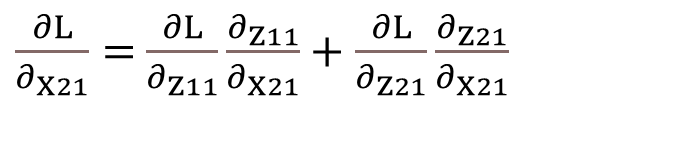 ∂L/∂X21 = ∂L/∂Z11 ∂Z11/∂X21 + ∂L/∂Z21 ∂Z21/∂X21